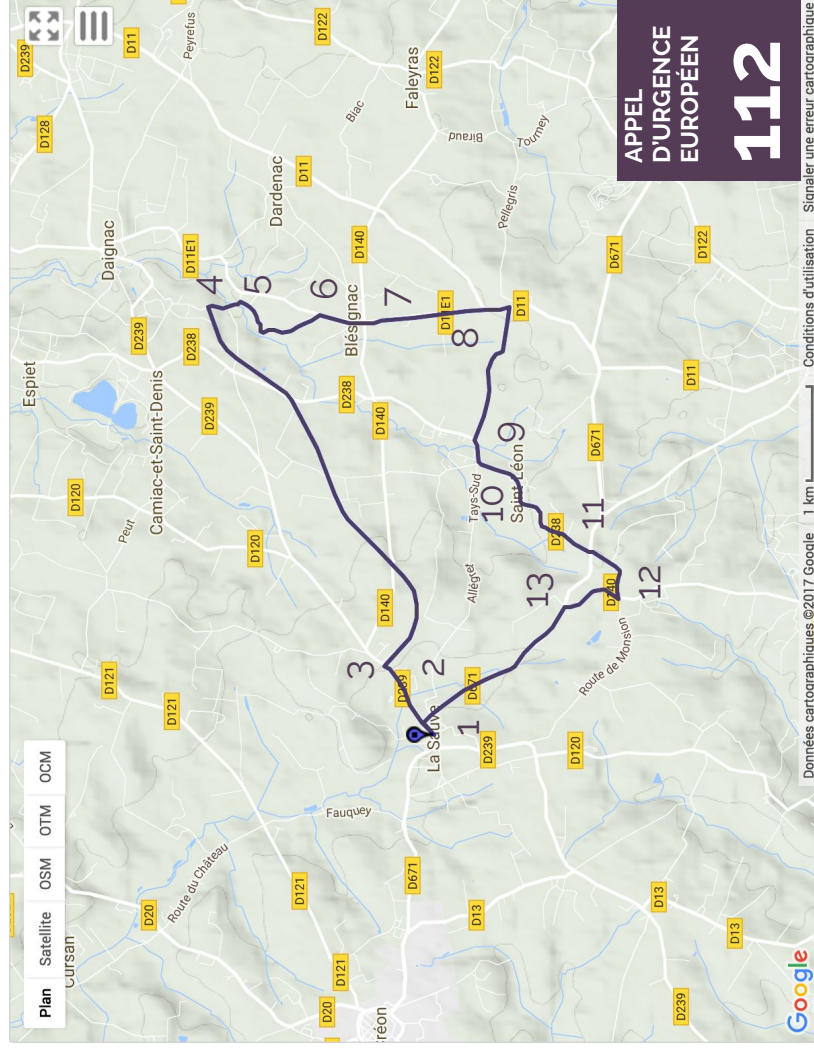 Plan Satellite OSM OTM OCM
Cursan
D239
Espiet
D11
D128
D120
D121
D20
Route du Château
Daignac
D239
Peut
Camiac-et-Saint-Denis
D121
D11E1
D238
Peyrefus
4
D239
D120
5
Dardenac
D121
D11
6
D122
D20
D121
Fauquey
Blésignac
D238
Biac
D140
3
D140
D140
réon
7
D239
Faleyras
D671
2
La Sauve
D122
D11E1
1
D671
8
Biraud
Allégret
Tays-Sud
D13
D239
10
9
Saint-Léon
Pellegris
D11
Tourney
13
D238
D120
11
D671
D140
Route de Monsion
D671
12
D13
D239
D11
D122
D13
APPEL
D'URGENCE
EUROPÉEN
112
Google
Données cartographiques ©2017 Google 1 km Conditions d'utilisation Signaler une erreur cartographique